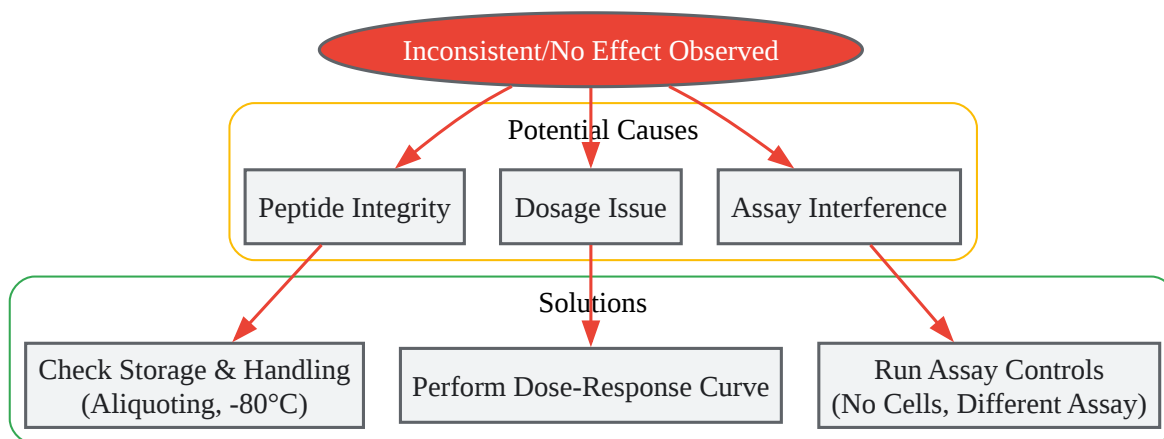 Inconsistent/No Effect Observed
Potential Causes
Peptide Integrity
Dosage Issue
Assay Interference
Solutions
Check Storage & Handling
(Aliquoting, -80°C)
Perform Dose-Response Curve
Run Assay Controls
(No Cells, Different Assay)